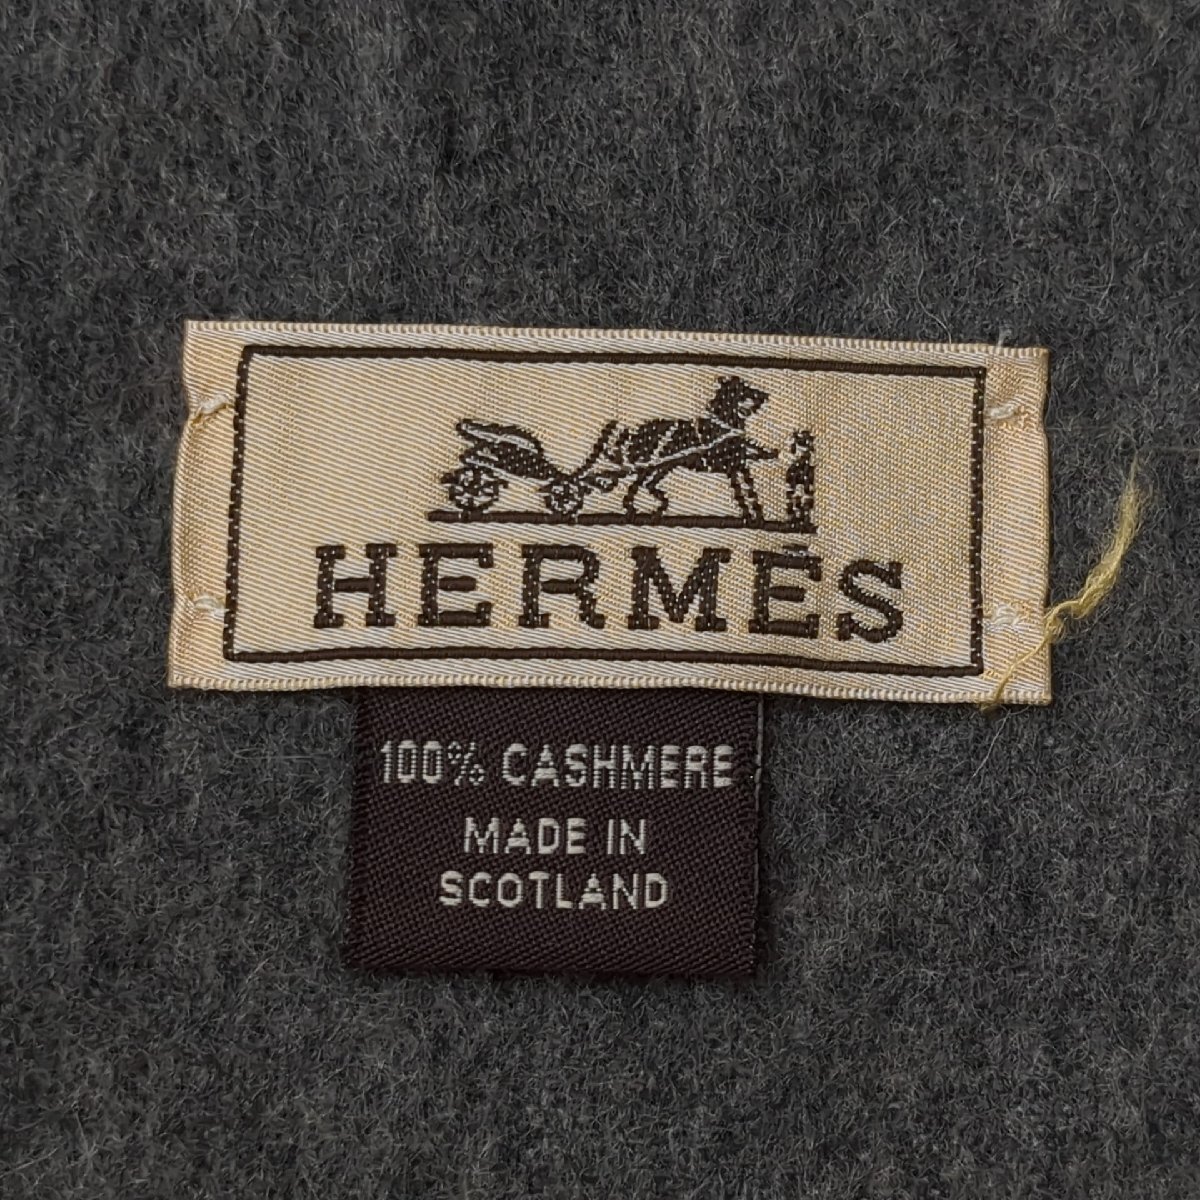 HERMÈS
100% CASHMERE
MADE IN
SCOTLAND